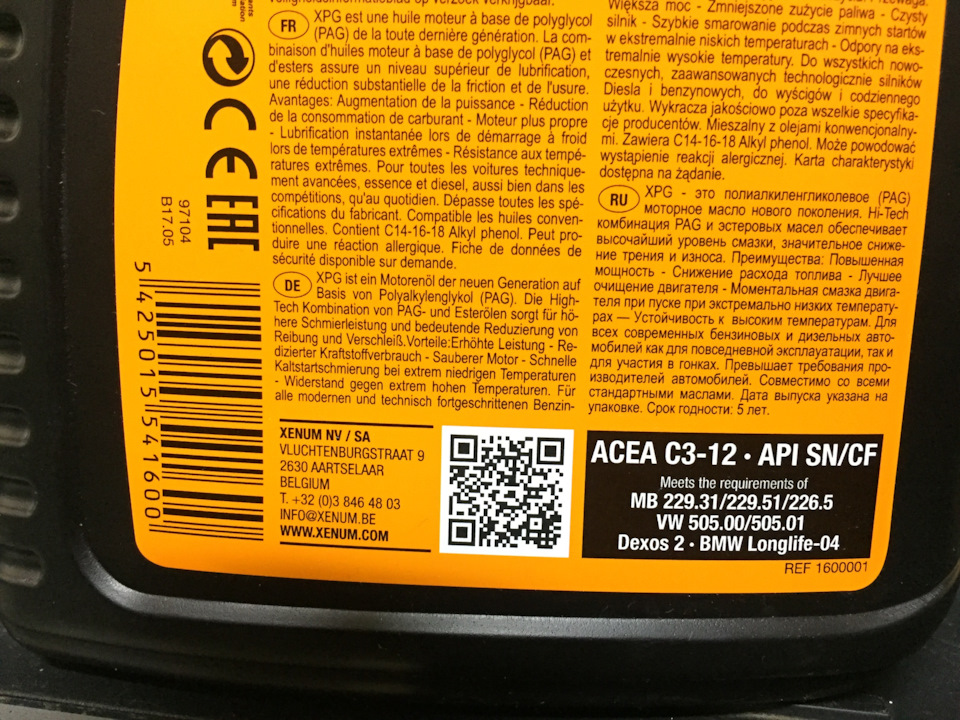 FR
XPG est une huile moteur à base de polyglycol
(PAG) de la toute dernière génération. La com-
binaison d'huiles moteur à base de polyglycol (PAG) et
d'esters assure un niveau supérieur de lubrification,
une réduction substantielle de la friction et de l'usure.
Avantages: Augmentation de la puissance - Réduction
de la consommation de carburant - Moteur plus propre
- Lubrification instantanée lors de démarrage à froid
lors de températures extrêmes - Résistance aux tempé-
ratures extrêmes. Pour toutes les voitures technique-
ment avancées, essence et diesel, aussi bien dans les
compétitions, qu'au quotidien. Dépasse toutes les spé-
cifications du fabricant. Compatible les huiles conven-
tionnelles. Contient C14-16-18 Alkyl phenol. Peut pro-
duire une réaction allergique. Fiche de données de
sécurité disponible sur demande.
DE
XPG ist ein Motorenöl der neuen Generation auf
Basis von Polyalkylenglykol (PAG). Die High-
Tech Kombination von PAG- und Esterölen sorgt für hö-
here Schmierleistung und bedeutende Reduzierung von
Reibung und Verschleiß.Vorteile:Erhöhte Leistung - Re-
duzierter Kraftstoffverbrauch - Sauberer Motor - Schnelle
Kaltstartschmierung bei extrem niedrigen Temperaturen
- Widerstand gegen extrem hohen Temperaturen. Für
alle modernen und technisch fortgeschrittenen Benzin-
Większa moc - Zmniejszone zużycie paliwa - Czysty
silnik - Szybkie smarowanie podczas zimnych startów
w ekstremalnie niskich temperaturach - Odporny na eks-
tremalnie wysokie temperatury. Do wszystkich nowo-
czesnych, zaawansowanych technologicznie silników
Diesla i benzynowych, do wyścigów i codziennego
użytku. Wykracza jakościowo poza wszelkie specyfika-
cje producentów. Mieszalny z olejami konwencjonalny-
mi. Zawiera C14-16-18 Alkyl phenol. Może powodować
wystąpienie reakcji alergicznej. Karta charakterystyki
dostępna na żądanie.
RU
XPG - это полиалкиленгликолевое (PAG)
моторное масло нового поколения. Hi-Tech
комбинация PAG и эстеровых масел обеспечивает
высочайший уровень смазки, значительное сниже-
ние трения и износа. Преимущества: Повышенная
мощность - Снижение расхода топлива - Лучшее
очищение двигателя - Моментальная смазка двига-
теля при пуске при экстремально низких температу-
рах — Устойчивость к высоким температурам. Для
всех современных бензиновых и дизельных авто-
мобилей как для повседневной эксплуатации, так и
для участия в гонках. Превышает требования про-
изводителей автомобилей. Совместимо со всеми
стандартными маслами. Дата выпуска указана на
упаковке. Срок годности: 5 лет.
CE
EAC
97104
B17.05
5 425015 541600
XENUM NV / SA
VLUCHTENBURGSTRAAT 9
2630 AARTSELAAR
BELGIUM
T. +32 (0)3 846 48 03
INFO@XENUM.BE
WWW.XENUM.COM
ACEA C3-12 · API SN/CF
Meets the requirements of
MB 229.31/229.51/226.5
VW 505.00/505.01
Dexos 2 · BMW Longlife-04
REF 1600001